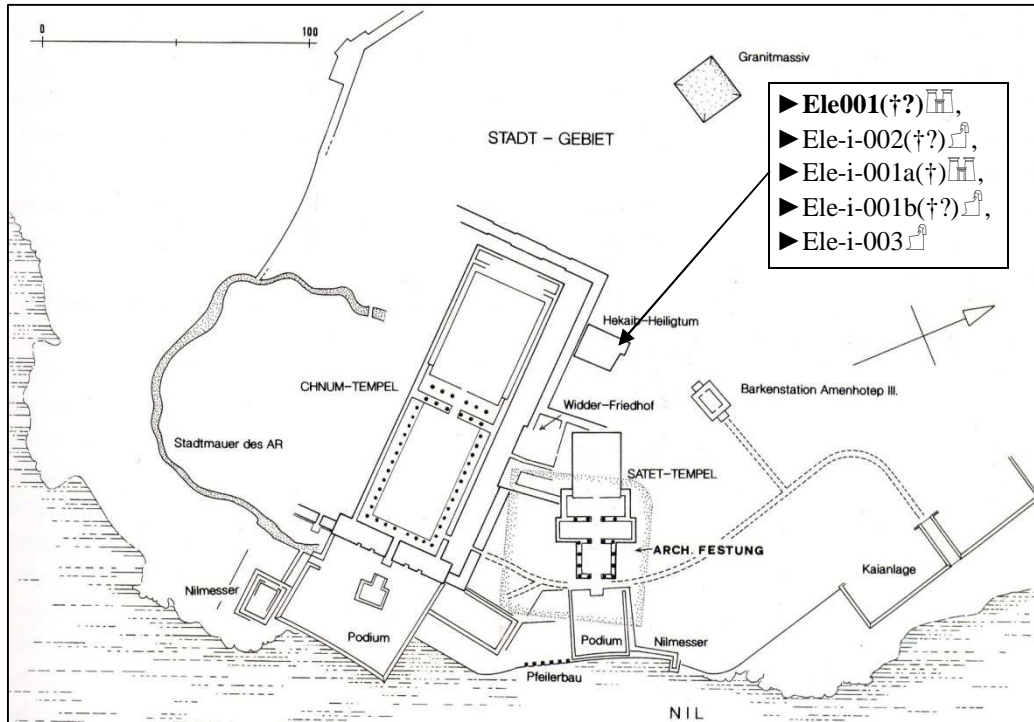 0 100
Granitmassiv
STADT – GEBIET
►Ele001(†?),
►Ele-i-002(†?),
►Ele-i-001a(†),
►Ele-i-001b(†?),
►Ele-i-003
Hekaib–Heiligtum
CHNUM–TEMPEL
Widder–Friedhof
Barkenstation Amenhotep III.
Stadtmauer des AR
SATET–TEMPEL
ARCH. FESTUNG
Kaianlage
Nilmesser
Podium
Podium
Nilmesser
Pfeilerbau
NIL